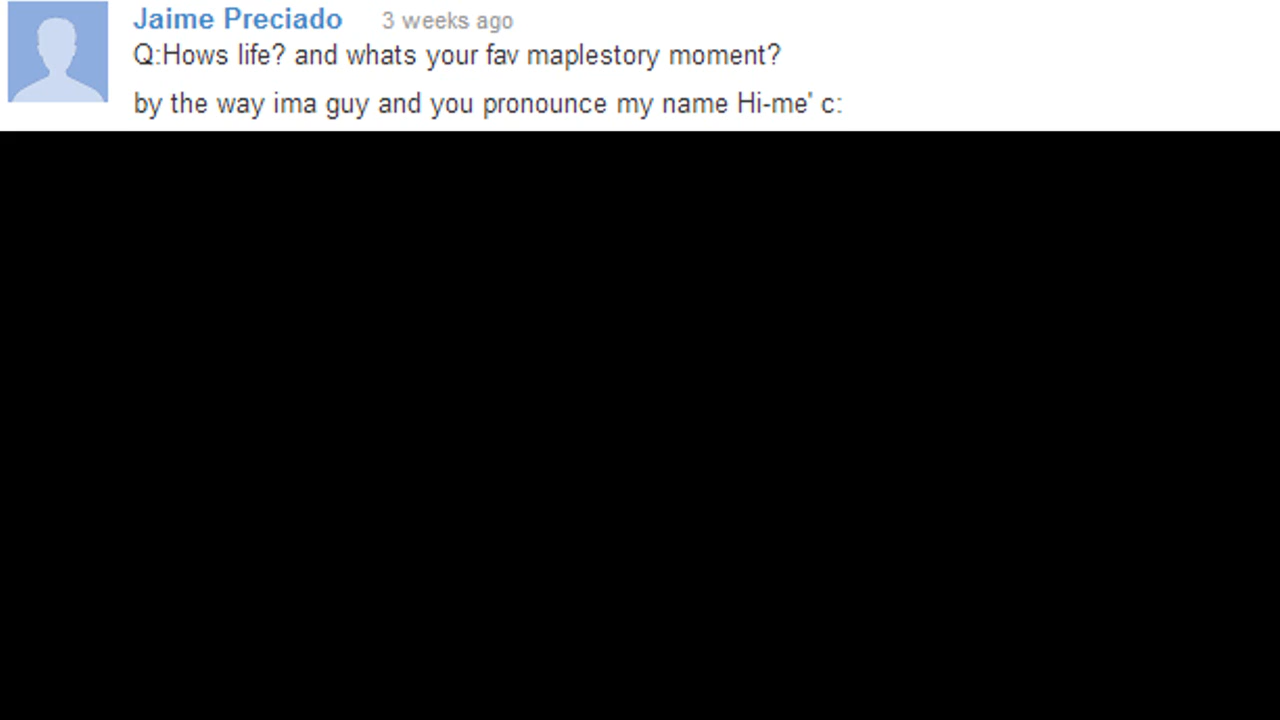 Jaime Preciado 3 weeks ago
Q:Hows life? and whats your fav maplestory moment?
by the way ima guy and you pronounce my name Hi-me' c: